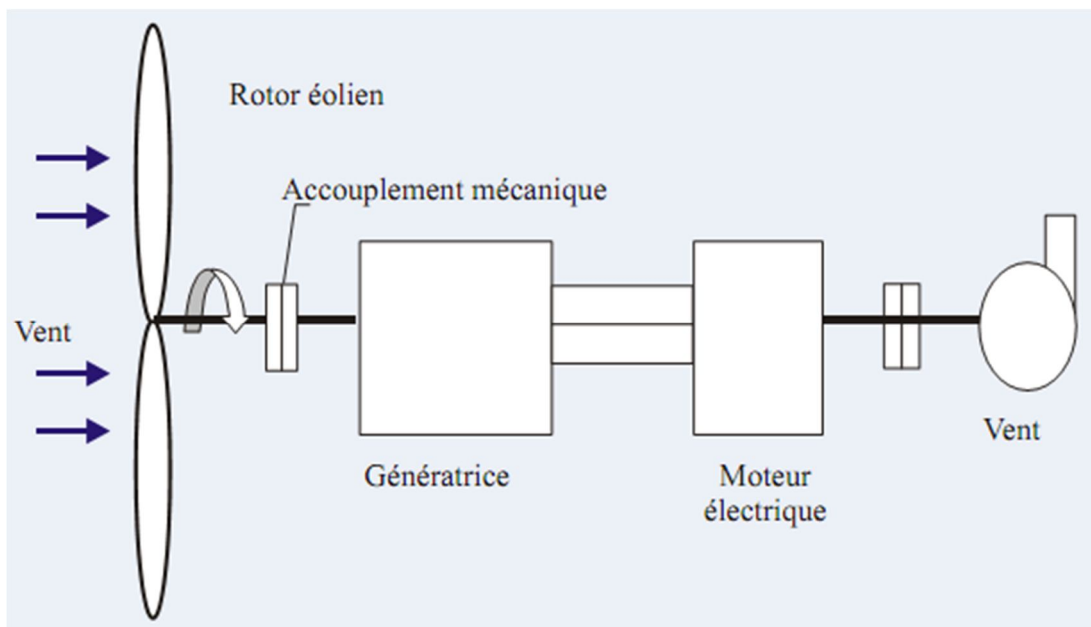 Rotor éolien
Accouplement mécanique
Vent
Vent
Génératrice
Moteur
électrique